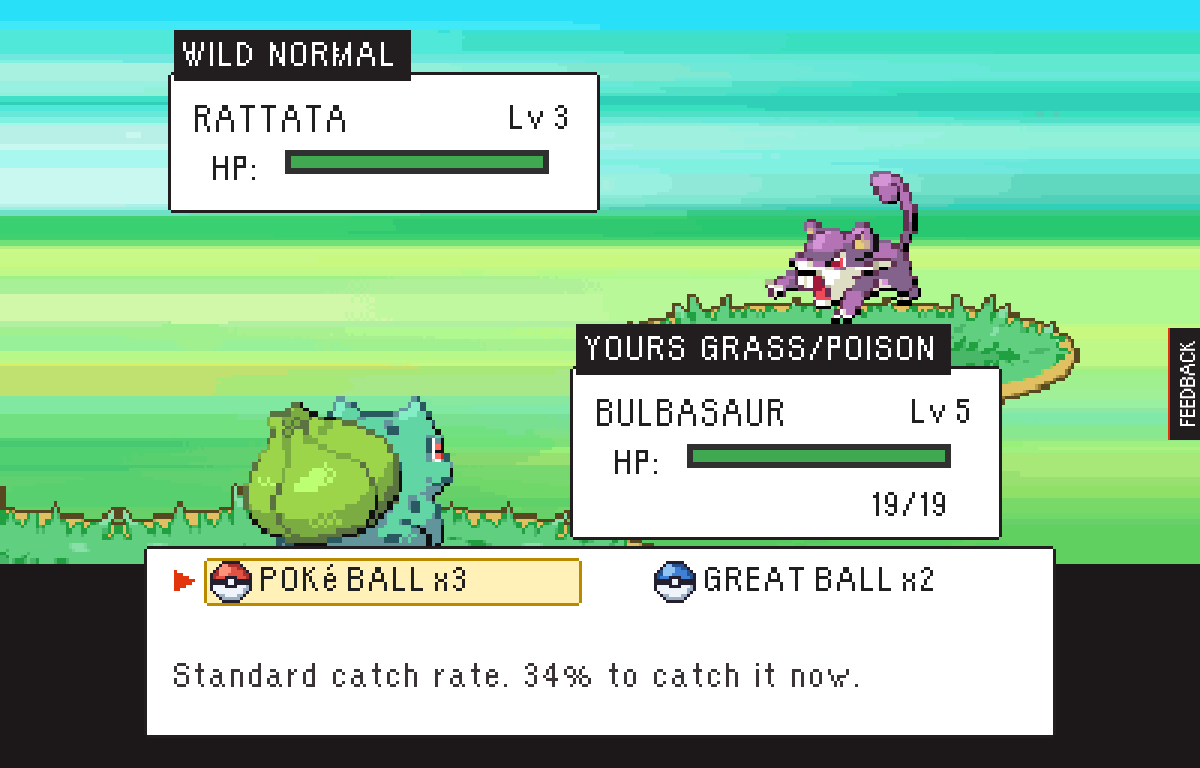 WILD NORMAL
RATTATA Lv 3
HP:
YOURS GRASS/POISON
BULBASAUR Lv 5
HP:
19/19
FEEDBACK
POKé BALL x3 GREAT BALL x2
Standard catch rate. 34% to catch it now.